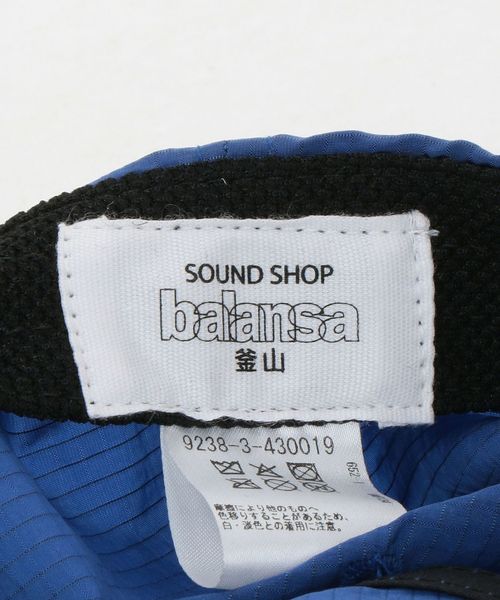 SOUND SHOP
balansa
釜山
9238-3-430019
摩擦により他のものへ
色移りすることがあるため、
白・淡色との着用に注意。